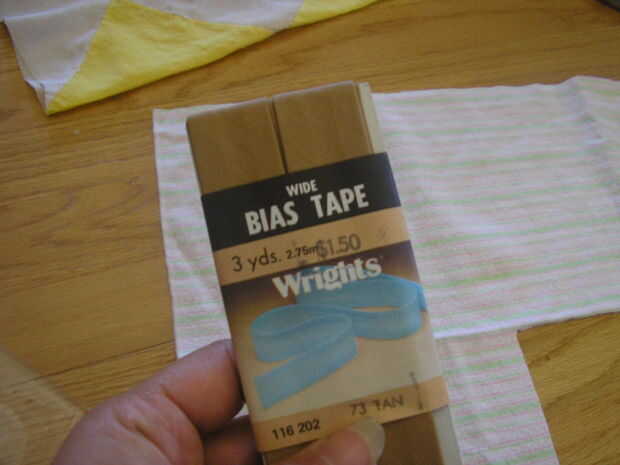 WIDE
BIAS TAPE
3 yds. 2.75m $1.50
Wrights
116 202 73 TAN